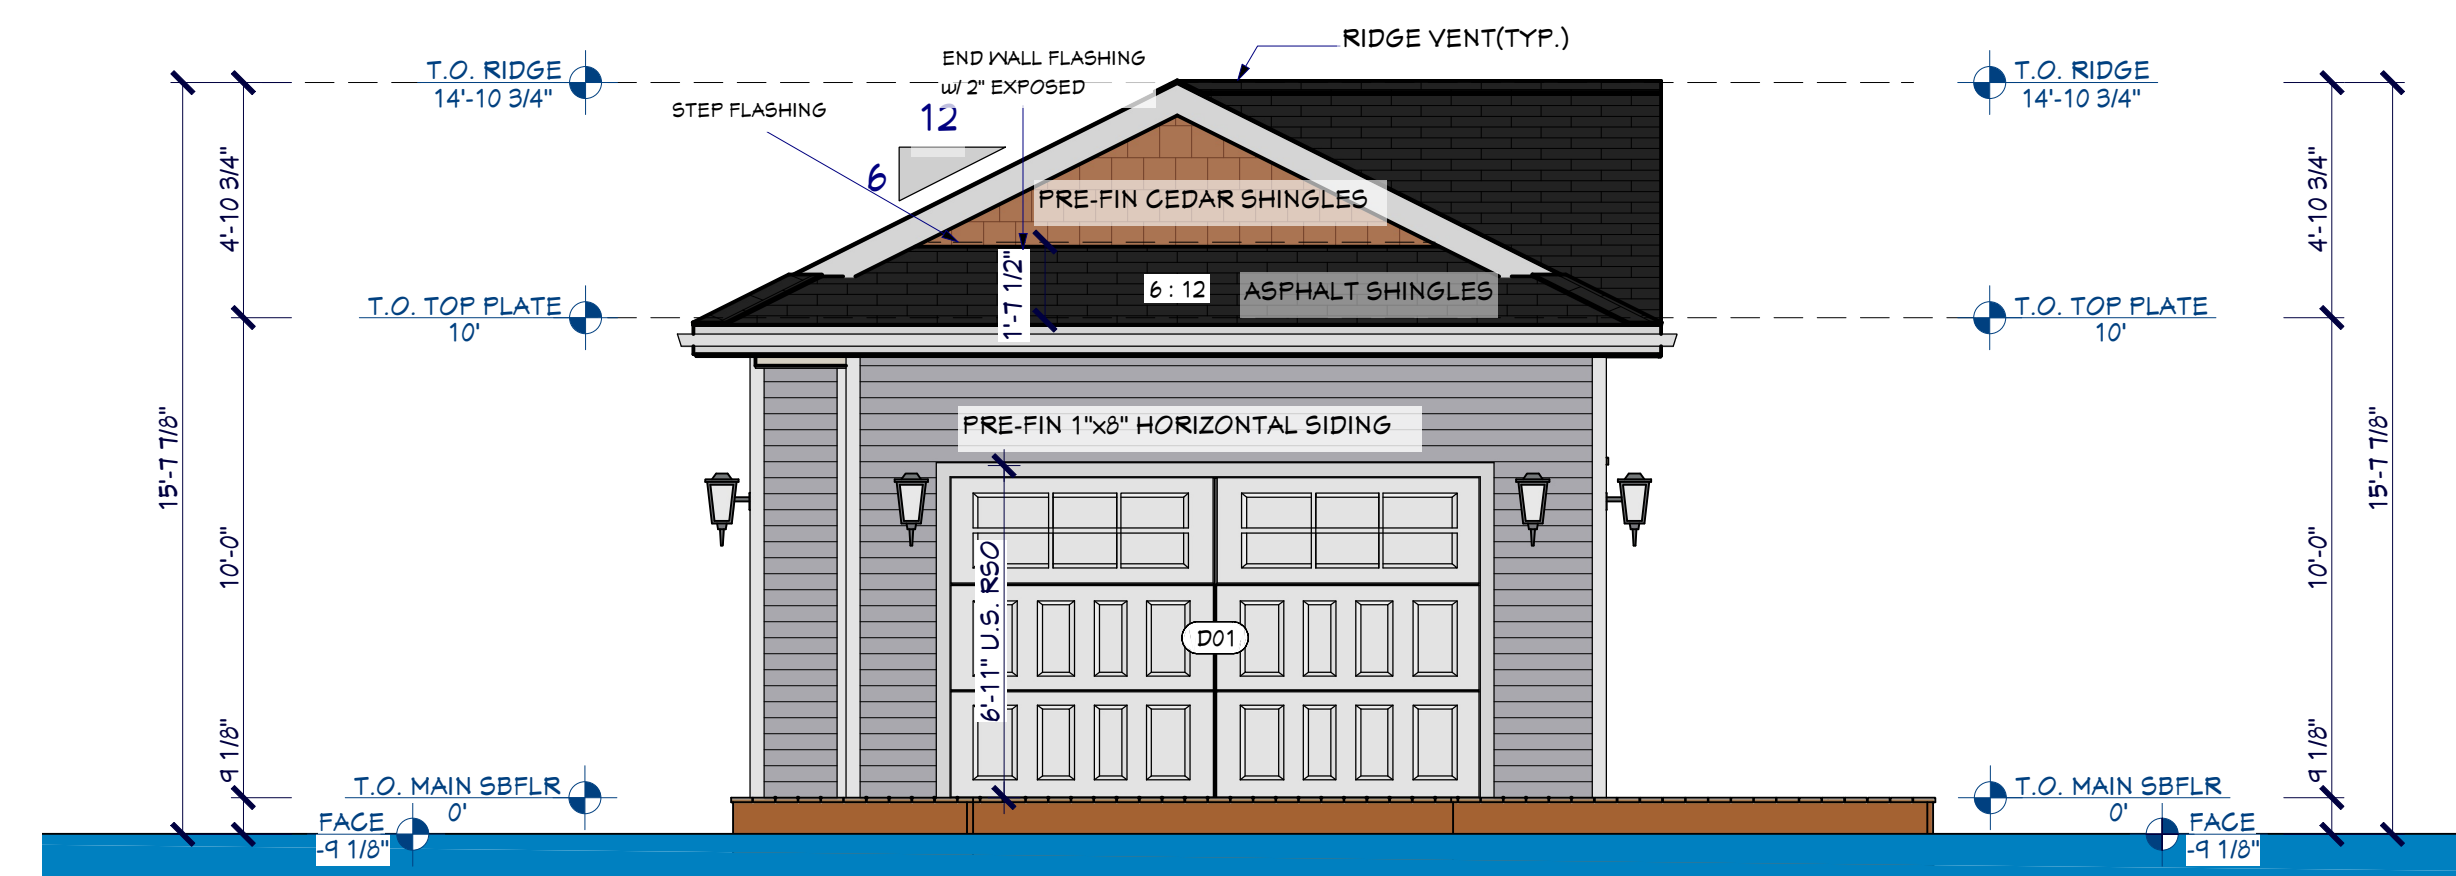 RIDGE VENT(TYP.)
END WALL FLASHING
w/ 2" EXPOSED
T.O. RIDGE
14'-10 3/4"
STEP FLASHING
12
6
T.O. RIDGE
14'-10 3/4"
4'-10 3/4"
PRE-FIN CEDAR SHINGLES
4'-10 3/4"
1'-7 1/2"
6 : 12
ASPHALT SHINGLES
T.O. TOP PLATE
10'
T.O. TOP PLATE
10'
PRE-FIN 1"x8" HORIZONTAL SIDING
15'-7 7/8"
15'-7 7/8"
10'-0"
10'-0"
6'-11" U.S. RSO
D01
9 1/8"
9 1/8"
T.O. MAIN SBFLR
0'
T.O. MAIN SBFLR
0'
FACE
-9 1/8"
FACE
-9 1/8"